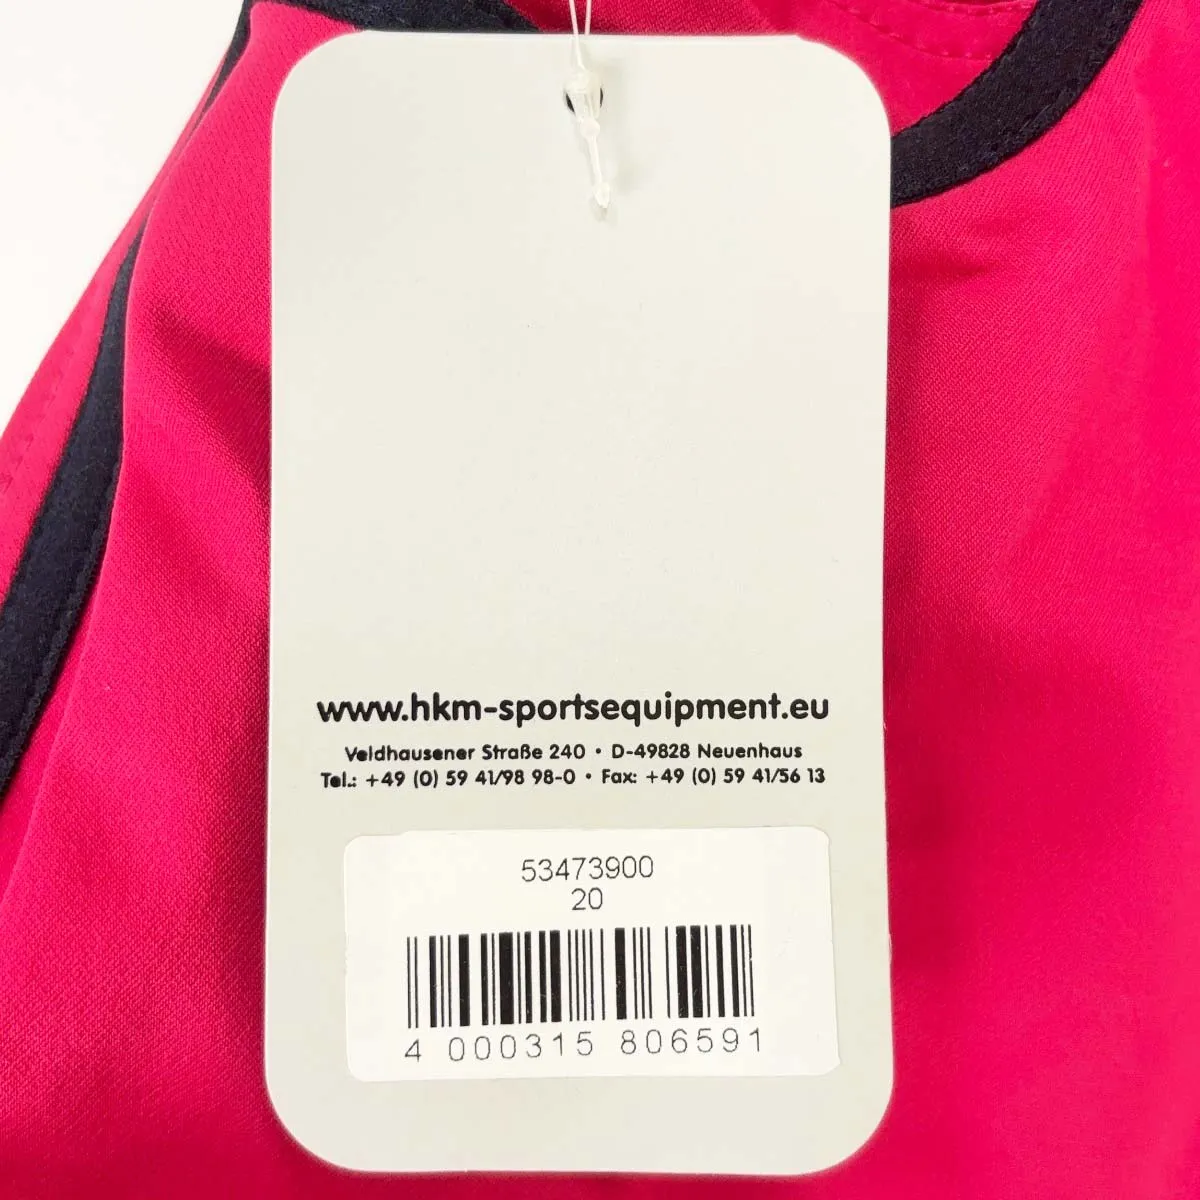 www.hkm-sportsequipment.eu
Veldhausener Straße 240 • D-49828 Neuenhaus
Tel.: +49 (0) 59 41/98 98-0 • Fax: +49 (0) 59 41/56 13
53473900
20
4 000315 806591